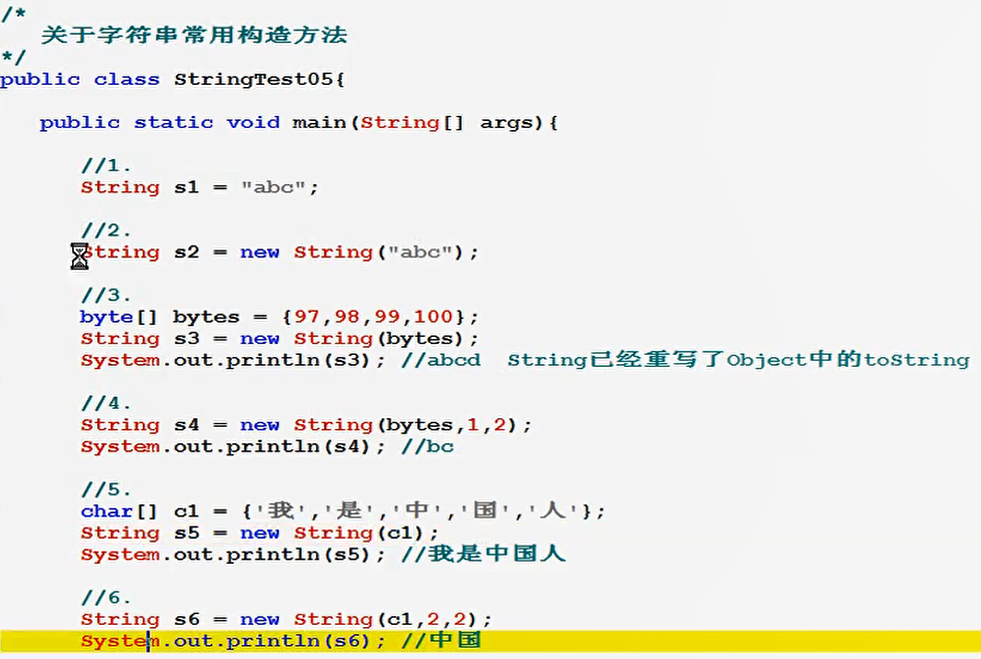 /*
关于字符串常用构造方法
*/
public class StringTest05{
public static void main(String[] args){
//1.
String s1 = "abc";
//2.
String s2 = new String("abc");
//3.
byte[] bytes = {97,98,99,100};
String s3 = new String(bytes);
System.out.println(s3); //abcd  String已经重写了Object中的toString
//4.
String s4 = new String(bytes,1,2);
System.out.println(s4); //bc
//5.
char[] c1 = {'我','是','中','国','人'};
String s5 = new String(c1);
System.out.println(s5); //我是中国人
//6.
String s6 = new String(c1,2,2);
System.out.println(s6); //中国